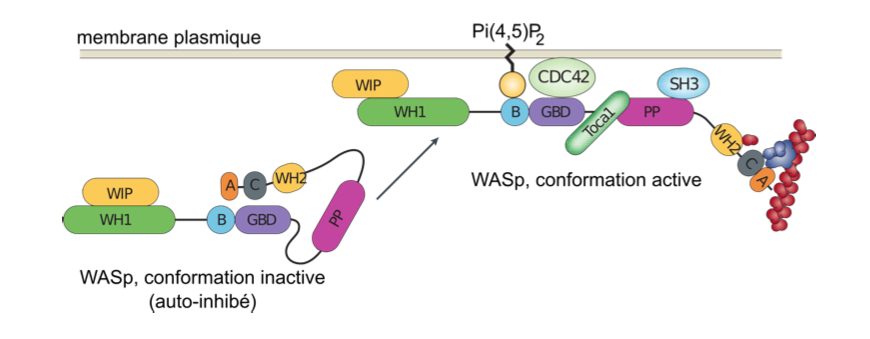 membrane plasmique
Pi(4,5)P2
WIP
CDC42
SH3
WH1
B
GBD
Toca1
PP
WH2
C
A
WASp, conformation active
WIP
A
C
WH2
WH1
B
GBD
PP
WASp, conformation inactive
(auto-inhibé)